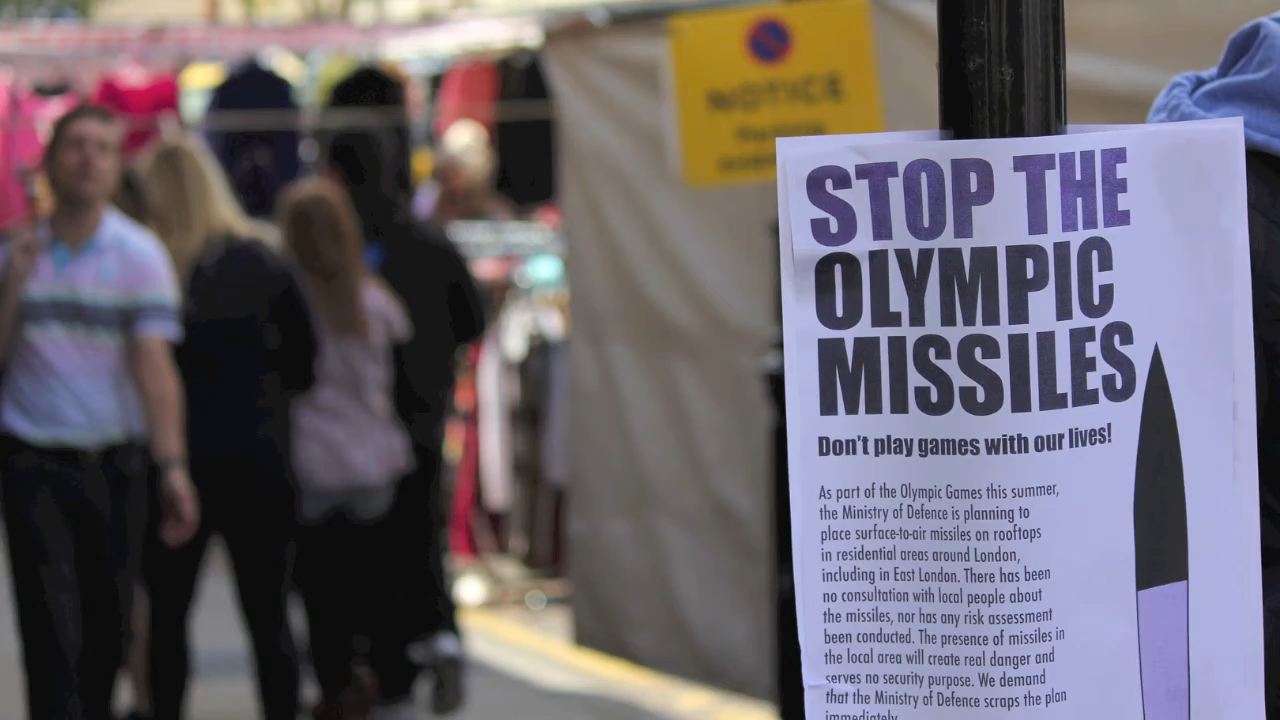 NOTICE
STOP THE
OLYMPIC
MISSILES
Don't play games with our lives!
As part of the Olympic Games this summer,
the Ministry of Defence is planning to
place surface-to-air missiles on rooftops
in residential areas around London,
including in East London. There has been
no consultation with local people about
the missiles, nor has any risk assessment
been conducted. The presence of missiles in
the local area will create real danger and
serves no security purpose. We demand
that the Ministry of Defence scraps the plan
immediately.